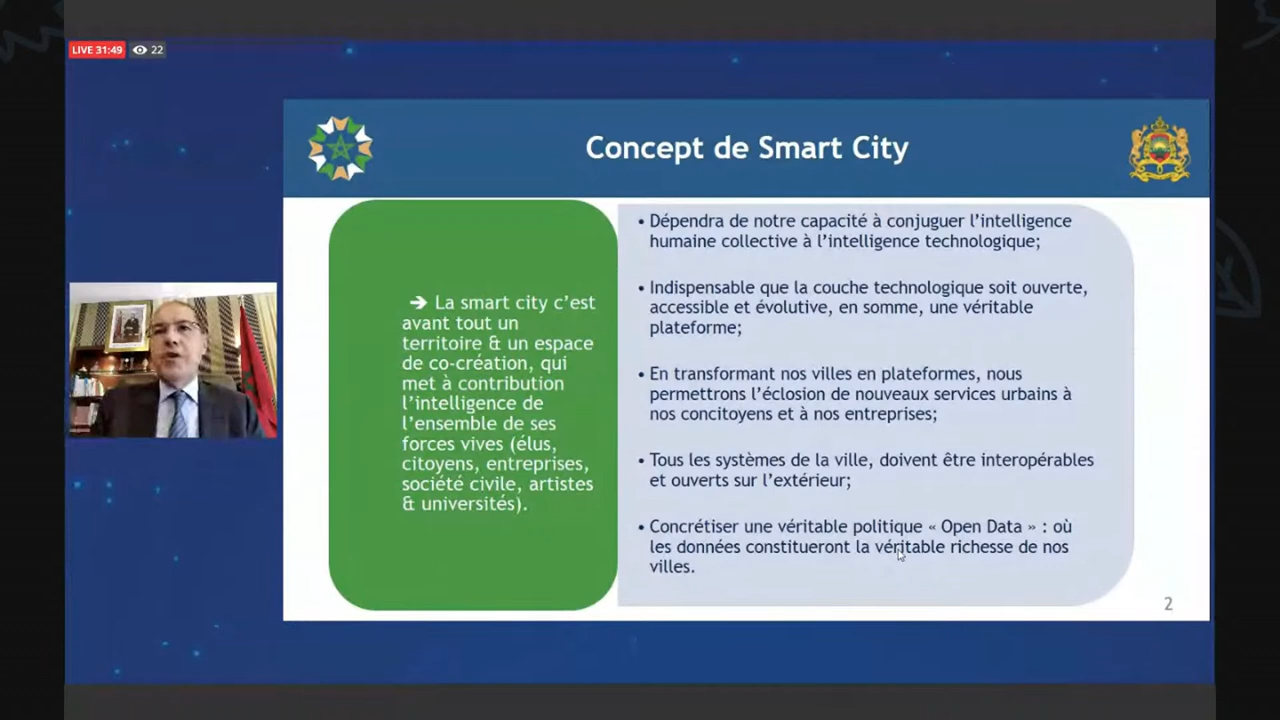 LIVE 31:49 22
Concept de Smart City
➔ La smart city c’est
avant tout un
territoire & un espace
de co-création, qui
met à contribution
l’intelligence de
l’ensemble de ses
forces vives (élus,
citoyens, entreprises,
société civile, artistes
& universités).
• Dépendra de notre capacité à conjuguer l’intelligence
humaine collective à l’intelligence technologique;
• Indispensable que la couche technologique soit ouverte,
accessible et évolutive, en somme, une véritable
plateforme;
• En transformant nos villes en plateformes, nous
permettrons l’éclosion de nouveaux services urbains à
nos concitoyens et à nos entreprises;
• Tous les systèmes de la ville, doivent être interopérables
et ouverts sur l’extérieur;
• Concrétiser une véritable politique « Open Data » : où
les données constitueront la véritable richesse de nos
villes.
2